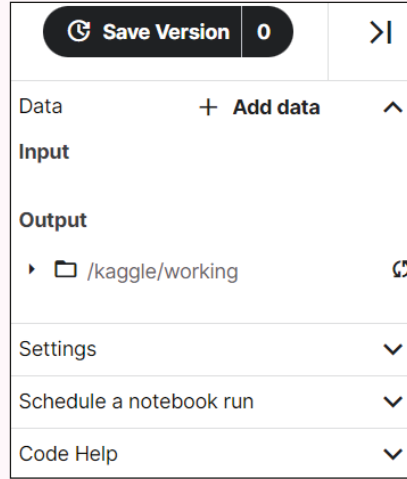 Save Version 0
Data + Add data
Input
Output
/kaggle/working
Settings
Schedule a notebook run
Code Help